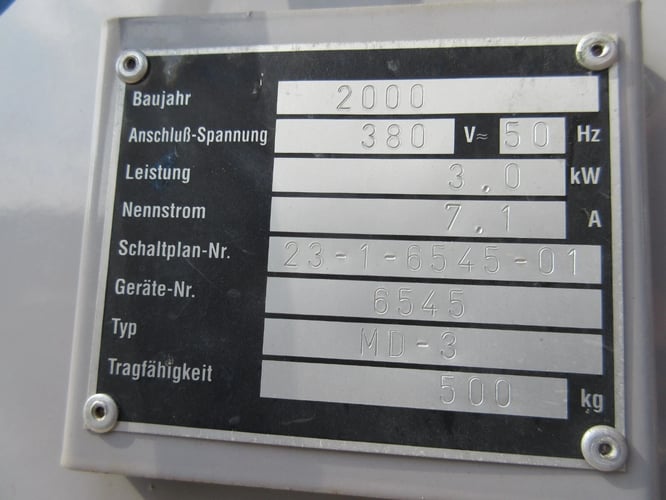 Baujahr 2000
Anschluß-Spannung 380 V≈ 50 Hz
Leistung 3,0 kW
Nennstrom 7,1 A
Schaltplan-Nr. 23-1-6545-01
Geräte-Nr. 6545
Typ MD-3
Tragfähigkeit 500 kg